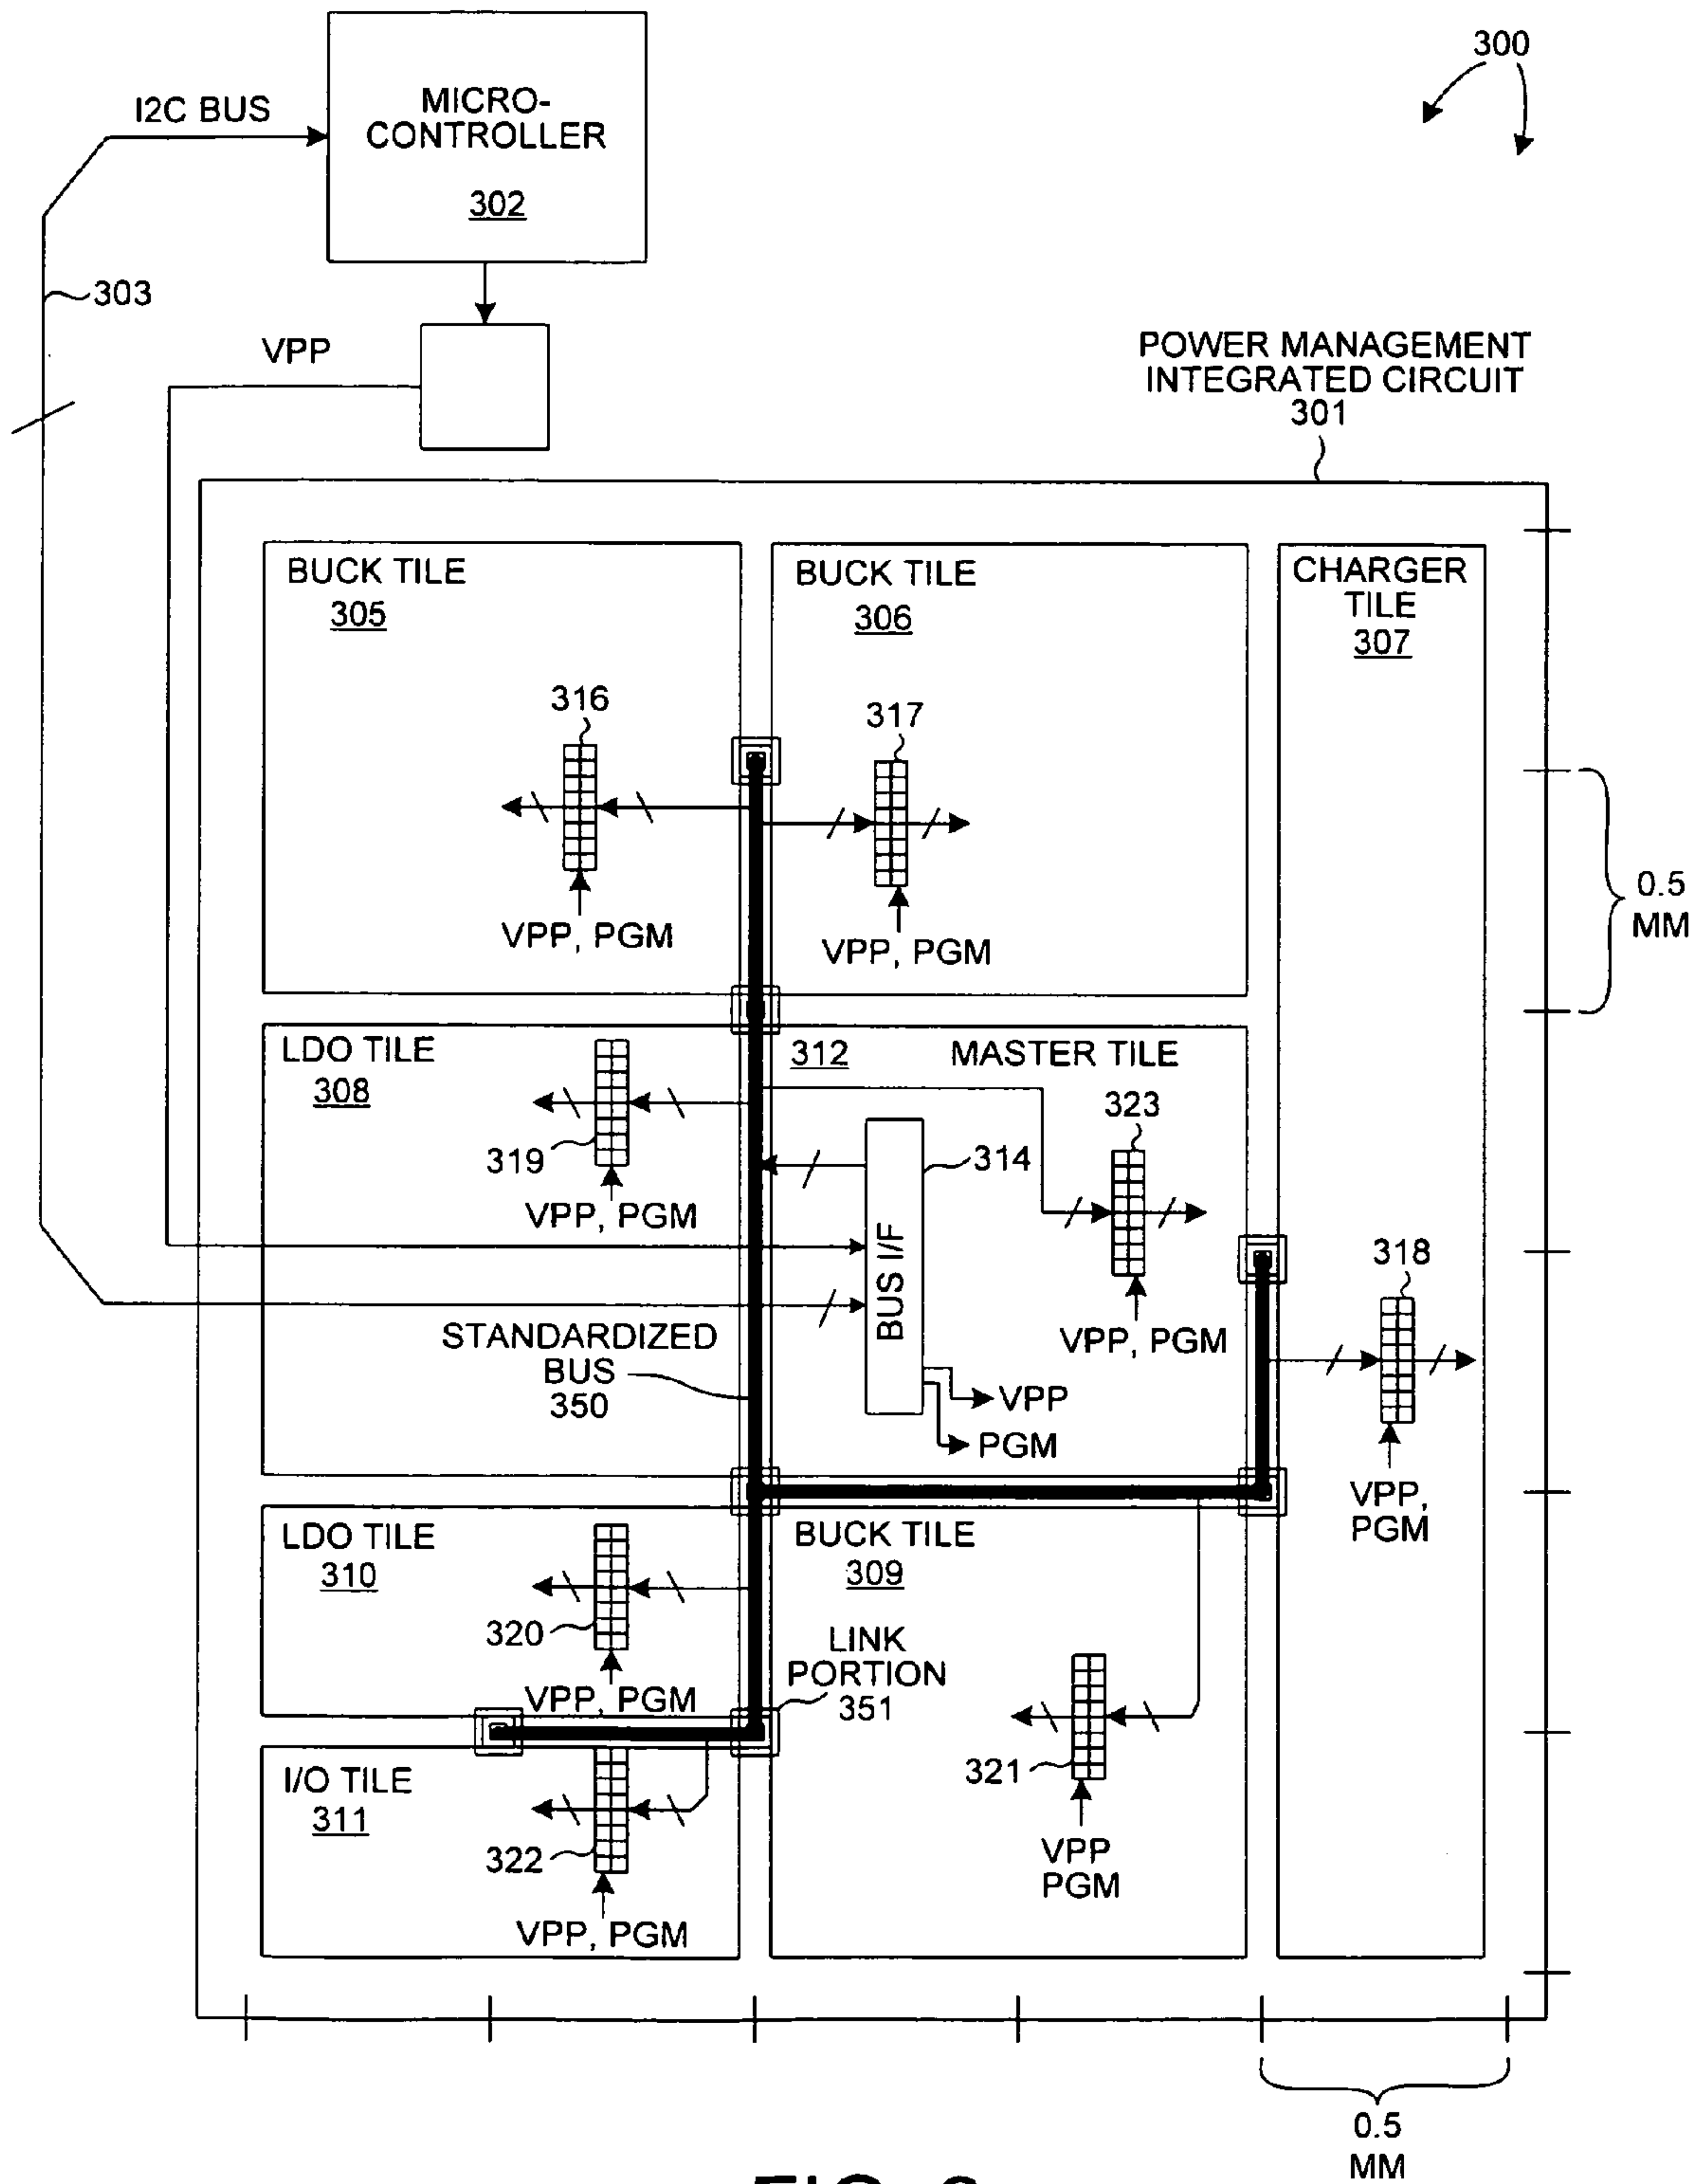 300
I2C BUS
MICRO-
CONTROLLER
302
303
VPP
POWER MANAGEMENT
INTEGRATED CIRCUIT
301
BUCK TILE
305
316
VPP, PGM
BUCK TILE
306
317
VPP, PGM
CHARGER
TILE
307
0.5
MM
LDO TILE
308
319
VPP, PGM
312
MASTER TILE
323
314
BUS I/F
VPP, PGM
VPP
PGM
318
VPP,
PGM
STANDARDIZED
BUS
350
LDO TILE
310
320
VPP, PGM
BUCK TILE
309
LINK
PORTION
351
321
VPP
PGM
I/O TILE
311
322
VPP, PGM
0.5
MM